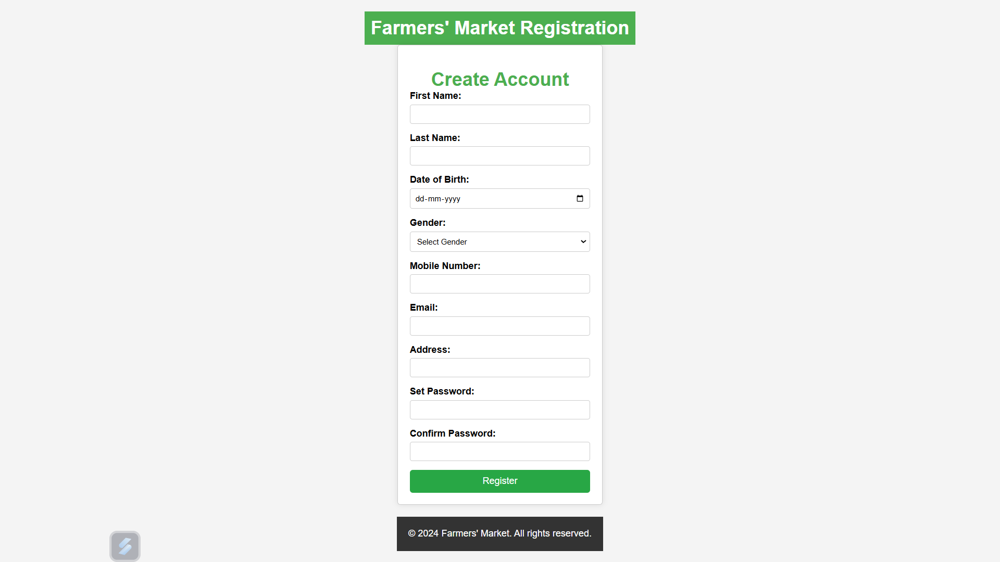 Farmers' Market Registration
Create Account
First Name:
Last Name:
Date of Birth:
dd-mm-yyyy
Gender:
Select Gender
Mobile Number:
Email:
Address:
Set Password:
Confirm Password:
Register
© 2024 Farmers' Market. All rights reserved.